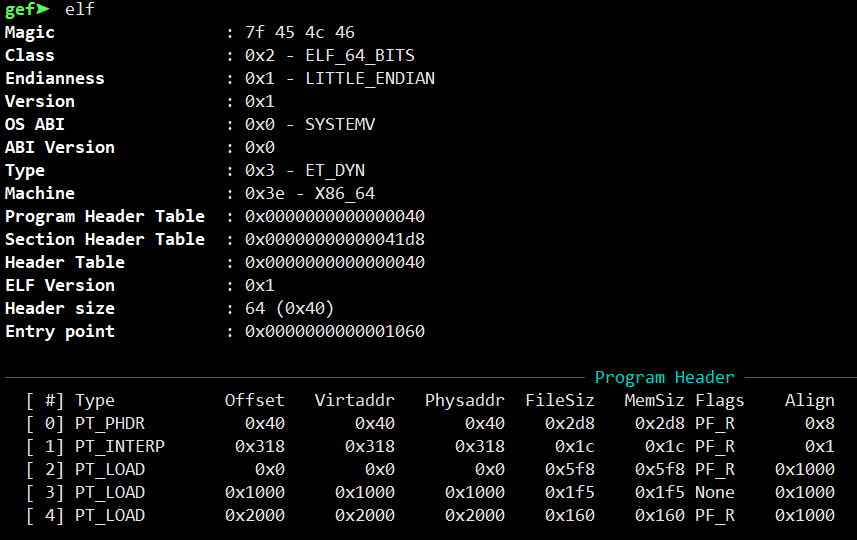 gef➤  elf
Magic                 : 7f 45 4c 46
Class                 : 0x2 - ELF_64_BITS
Endianness            : 0x1 - LITTLE_ENDIAN
Version               : 0x1
OS ABI                : 0x0 - SYSTEMV
ABI Version           : 0x0
Type                  : 0x3 - ET_DYN
Machine               : 0x3e - X86_64
Program Header Table  : 0x0000000000000040
Section Header Table  : 0x00000000000041d8
Header Table          : 0x0000000000000040
ELF Version           : 0x1
Header size           : 64 (0x40)
Entry point           : 0x0000000000001060
Program Header
[ #] Type           Offset     Virtaddr   Physaddr   FileSiz   MemSiz Flags     Align
[ 0] PT_PHDR          0x40         0x40       0x40     0x2d8    0x2d8 PF_R        0x8
[ 1] PT_INTERP       0x318        0x318      0x318      0x1c     0x1c PF_R        0x1
[ 2] PT_LOAD           0x0          0x0        0x0     0x5f8    0x5f8 PF_R     0x1000
[ 3] PT_LOAD        0x1000       0x1000     0x1000     0x1f5    0x1f5 None     0x1000
[ 4] PT_LOAD        0x2000       0x2000     0x2000     0x160    0x160 PF_R     0x1000